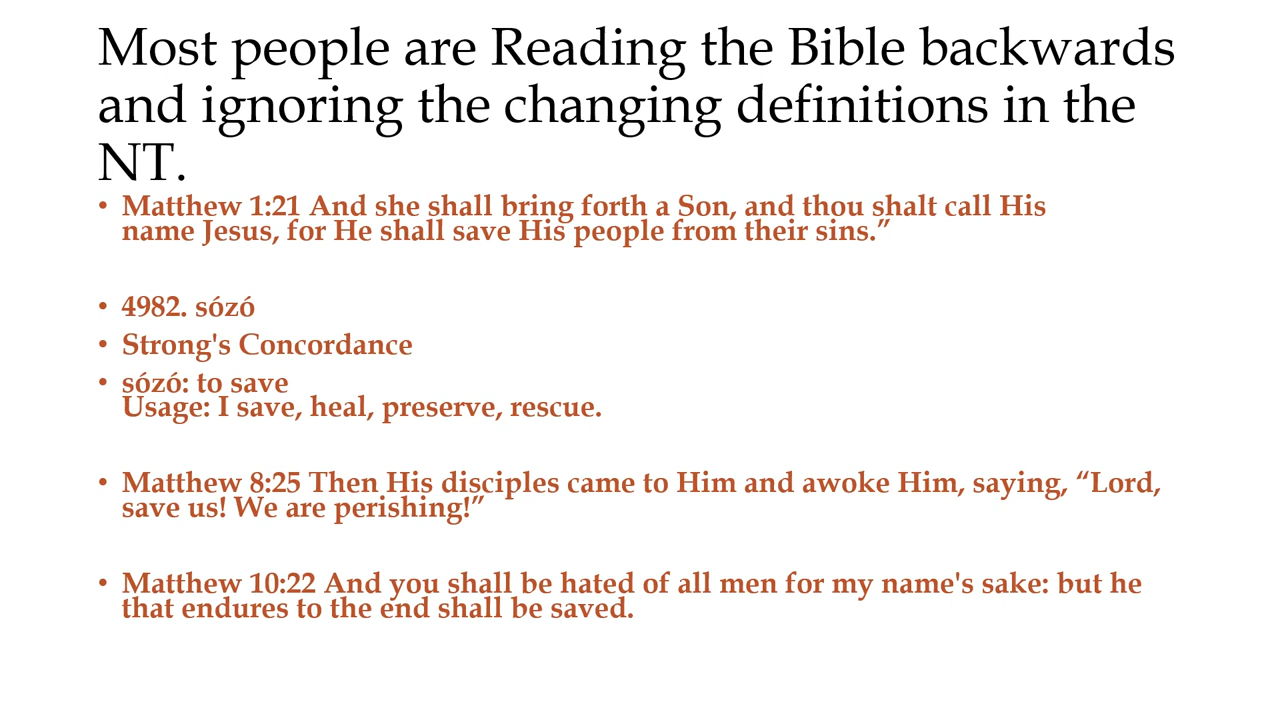 Most people are Reading the Bible backwards
and ignoring the changing definitions in the
NT.
• Matthew 1:21 And she shall bring forth a Son, and thou shalt call His
name Jesus, for He shall save His people from their sins.”
• 4982. sózó
• Strong's Concordance
• sózó: to save
Usage: I save, heal, preserve, rescue.
• Matthew 8:25 Then His disciples came to Him and awoke Him, saying, “Lord,
save us! We are perishing!”
• Matthew 10:22 And you shall be hated of all men for my name's sake: but he
that endures to the end shall be saved.